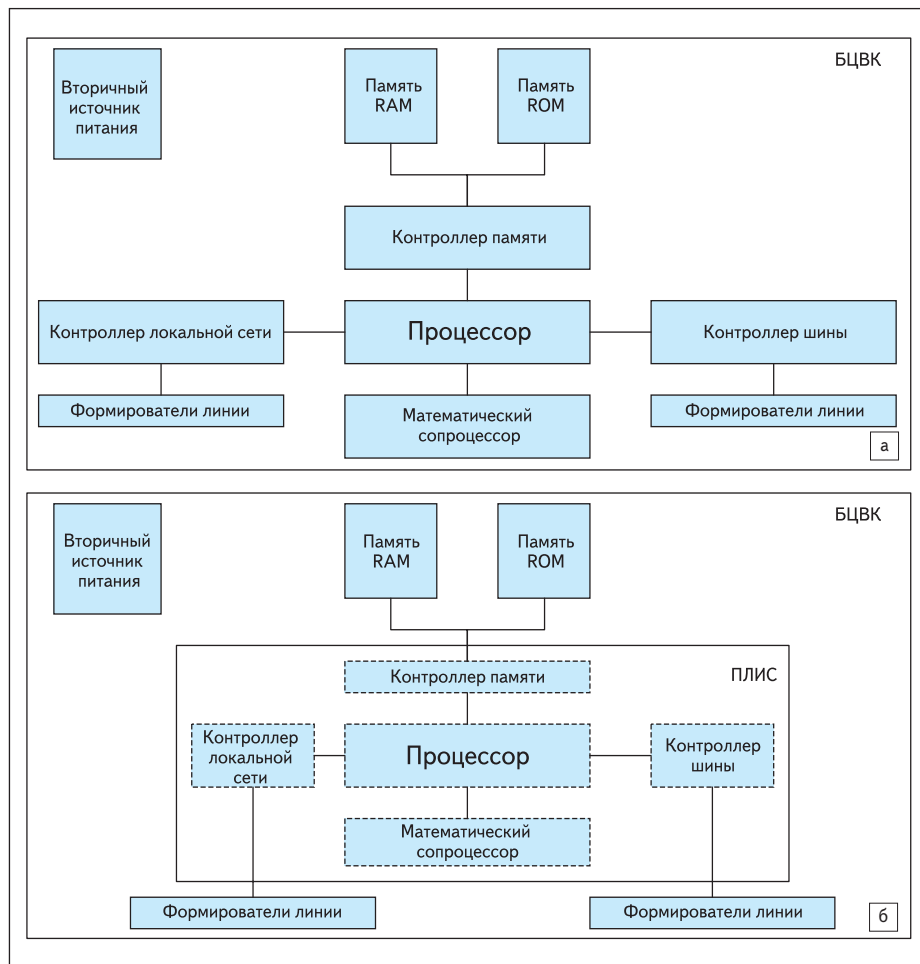 БЦВК
Вторичный
источник
питания
Память
RAM
Память
ROM
Контроллер памяти
Контроллер локальной сети
Процессор
Контроллер шины
Формирователи линии
Математический
сопроцессор
Формирователи линии
а
БЦВК
Вторичный
источник
питания
Память
RAM
Память
ROM
ПЛИС
Контроллер памяти
Контроллер
локальной
сети
Процессор
Контроллер
шины
Математический
сопроцессор
Формирователи линии
Формирователи линии
б